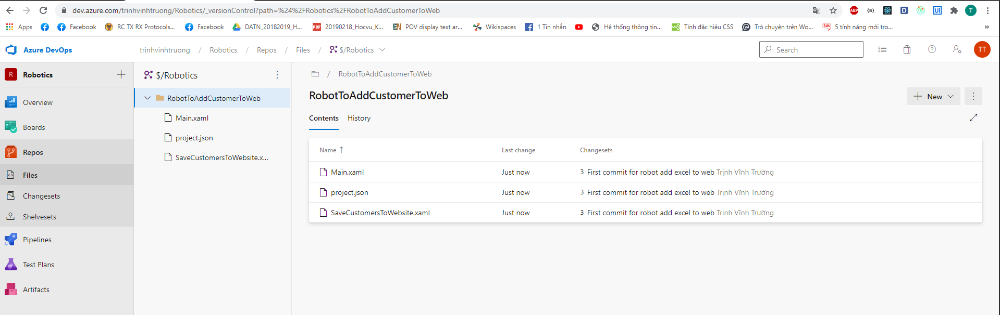 dev.azure.com/trinhvinhtruong/Robotics/_versionControl?path=%24%2FRobotics%2FRobotToAddCustomerToWeb
ABP {=} D Ui T
Apps Facebook RC TX RX Protocols... Facebook DATN_20182019_H... PDF 20190218_Hocvu_K... EN POV display text ar... Wikispaces 1 Tin nhắn Hệ thống thông tin... w3 Tính đặc hiệu CSS Trò chuyện trên Wo... 5 tính năng mới tro... »
Azure DevOps trinhvinhtruong / Robotics / Repos / Files / $/Robotics Search TT
R Robotics
Overview
Boards
Repos
Files
Changesets
Shelvesets
Pipelines
Test Plans
Artifacts
$/Robotics
RobotToAddCustomerToWeb
Main.xaml
project.json
SaveCustomersToWebsite.x...
/ RobotToAddCustomerToWeb
RobotToAddCustomerToWeb
New
Contents History
Name ↑ Last change Changesets
Main.xaml Just now 3 First commit for robot add excel to web Trịnh Vĩnh Trường
project.json Just now 3 First commit for robot add excel to web Trịnh Vĩnh Trường
SaveCustomersToWebsite.xaml Just now 3 First commit for robot add excel to web Trịnh Vĩnh Trường